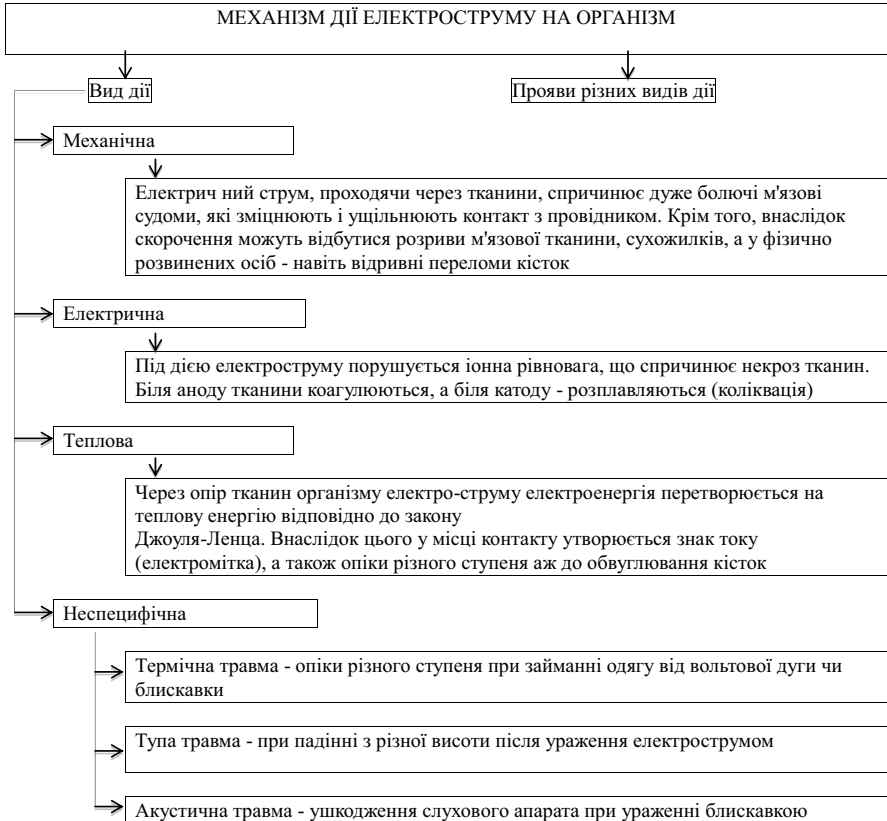 МЕХАНІЗМ ДІЇ ЕЛЕКТРОСТРУМУ НА ОРГАНІЗМ
Вид дії
Прояви різних видів дії
Механічна
Електрич ний струм, проходячи через тканини, спричинює дуже болючі м'язові
судоми, які зміцнюють і ущільнюють контакт з провідником. Крім того, внаслідок
скорочення можуть відбутися розриви м'язової тканини, сухожилків, а у фізично
розвинених осіб - навіть відривні переломи кісток
Електрична
Під дією електроструму порушується іонна рівновага, що спричинює некроз тканин.
Біля аноду тканини коагулюються, а біля катоду - розплавляються (коліквація)
Теплова
Через опір тканин організму електро-струму електроенергія перетворюється на
теплову енергію відповідно до закону
Джоуля-Ленца. Внаслідок цього у місці контакту утворюється знак току
(електромітка), а також опіки різного ступеня аж до обвуглювання кісток
Неспецифічна
Термічна травма - опіки різного ступеня при займанні одягу від вольтової дуги чи
блискавки
Тупа травма - при падінні з різної висоти після ураження електрострумом
Акустична травма - ушкодження слухового апарата при ураженні блискавкою